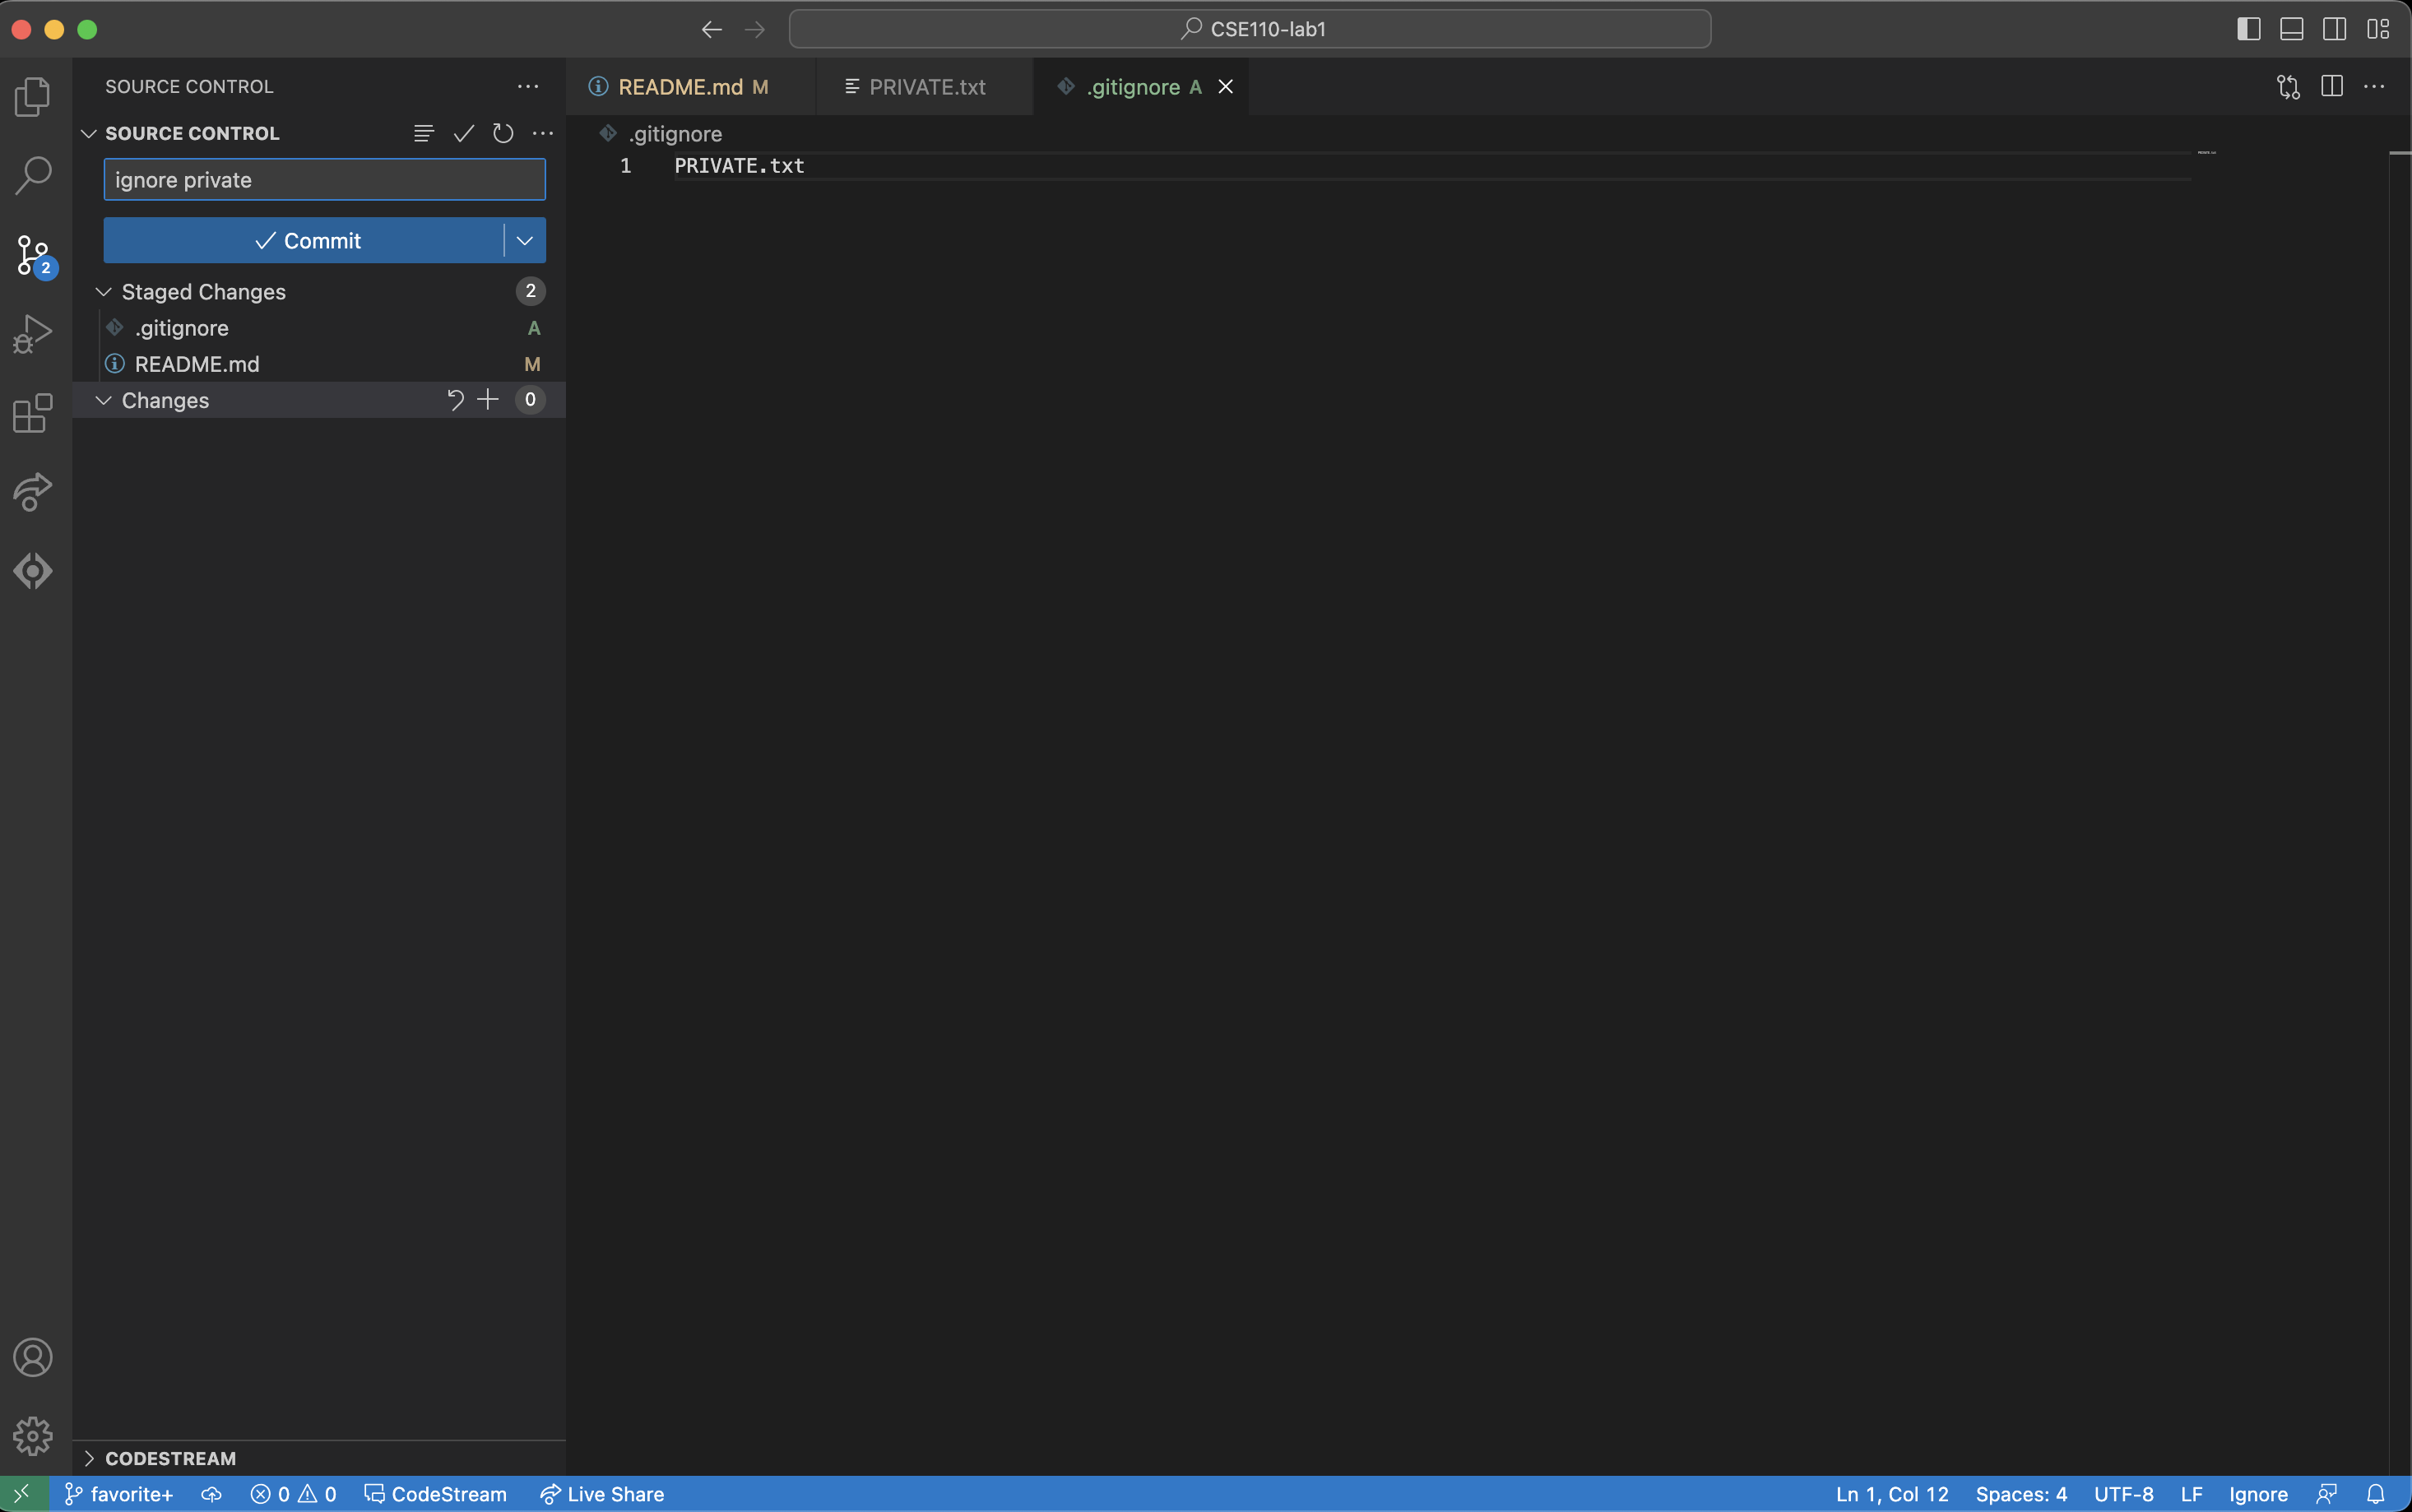 CSE110-lab1
SOURCE CONTROL
README.md M
PRIVATE.txt
.gitignore A
SOURCE CONTROL
.gitignore
ignore private
1 PRIVATE.txt
Commit
Staged Changes 2
.gitignore A
2
README.md M
Changes 0
CODESTREAM
favorite+ 0 0 CodeStream Live Share Ln 1, Col 12 Spaces: 4 UTF-8 LF Ignore